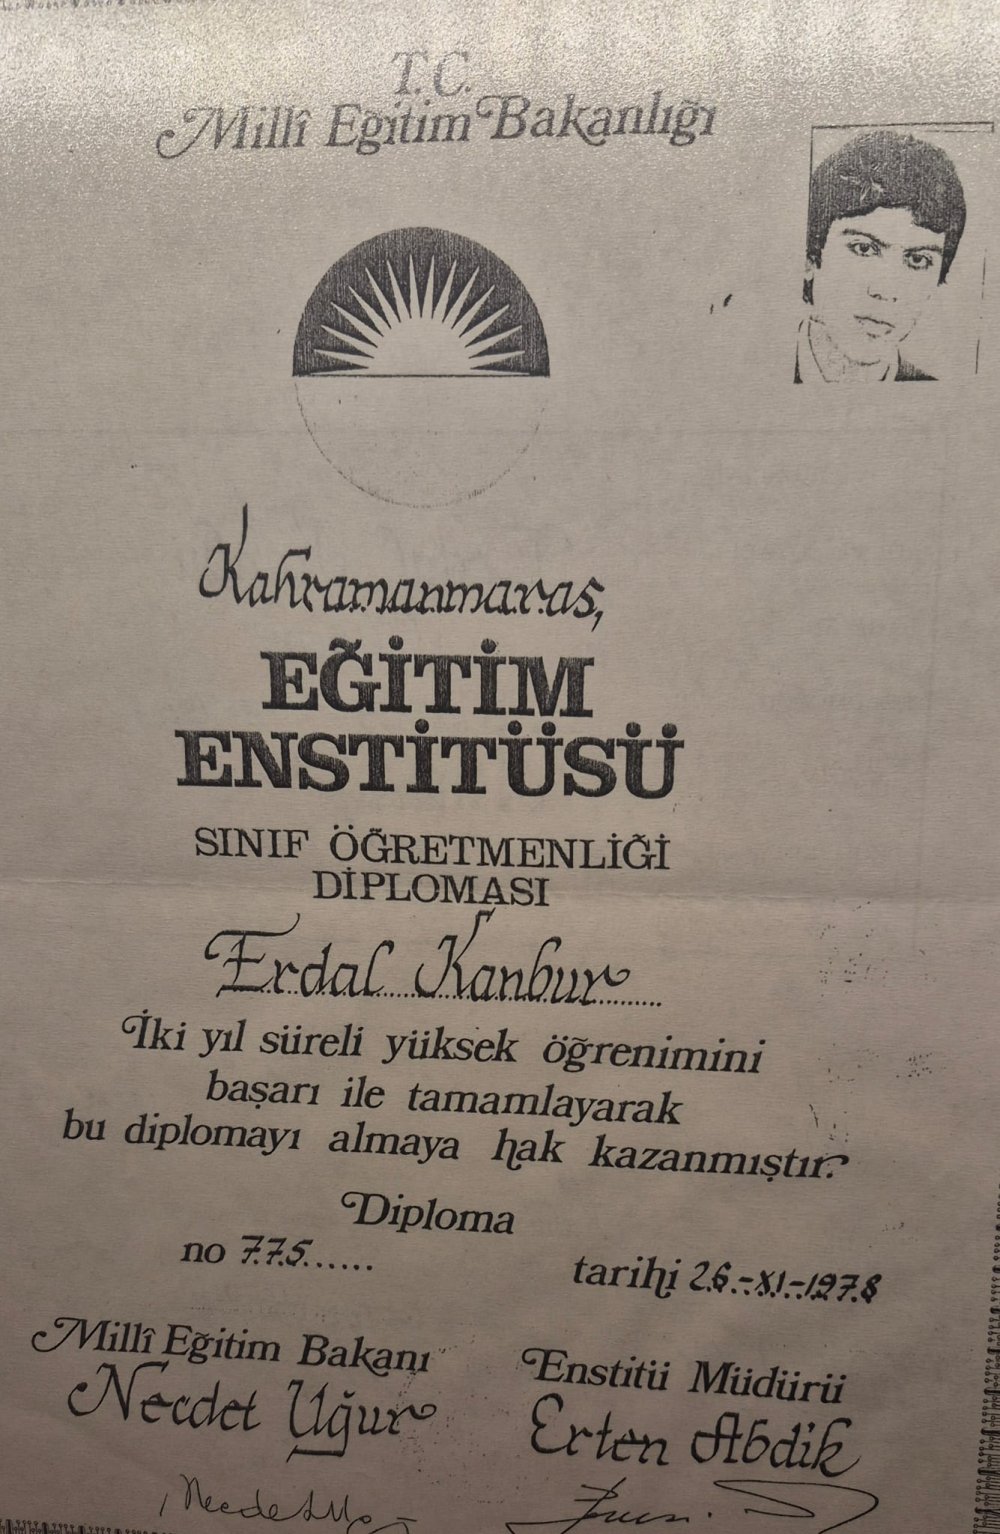 T.C.
Millî Eğitim Bakanlığı
Kahramanmaraş,
EĞİTİM
ENSTİTÜSÜ
SINIF ÖĞRETMENLİĞİ
DİPLOMASI
Erdal Kanbur
İki yıl süreli yüksek öğrenimini
başarı ile tamamlayarak
bu diplomayı almaya hak kazanmıştır.
Diploma
no 775......
tarihi 26.-XI-1978
Millî Eğitim Bakanı
Necdet Uğur
Enstitü Müdürü
Erten Abdik